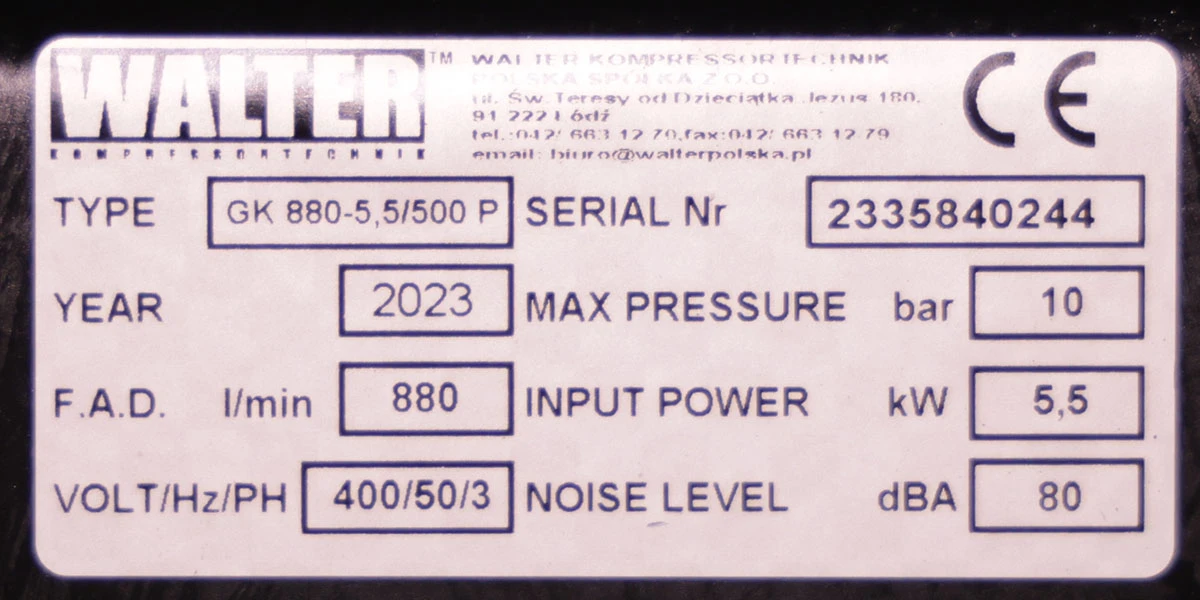 WALTER™
KOMPRESSORTECHNIK
WALTER KOMPRESSORTECHNIK
POLSKA SPÓŁKA Z O.O.
ul. Św. Teresy od Dzieciątka Jezus 180,
91 222 Łódź
tel.:042/ 663 12 70,fax:042/ 663 12 79
email: biuro@walterpolska.pl
CE
TYPE GK 880-5,5/500 P SERIAL Nr 2335840244
YEAR 2023 MAX PRESSURE bar 10
F.A.D. l/min 880 INPUT POWER kW 5,5
VOLT/Hz/PH 400/50/3 NOISE LEVEL dBA 80